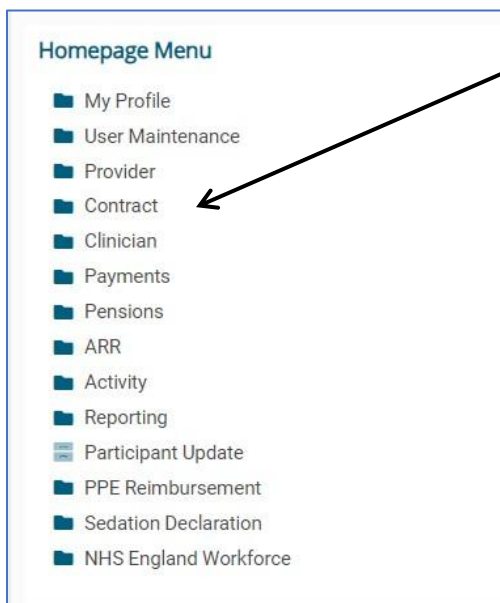 Homepage Menu
My Profile
User Maintenance
Provider
Contract
Clinician
Payments
Pensions
ARR
Activity
Reporting
Participant Update
PPE Reimbursement
Sedation Declaration
NHS England Workforce